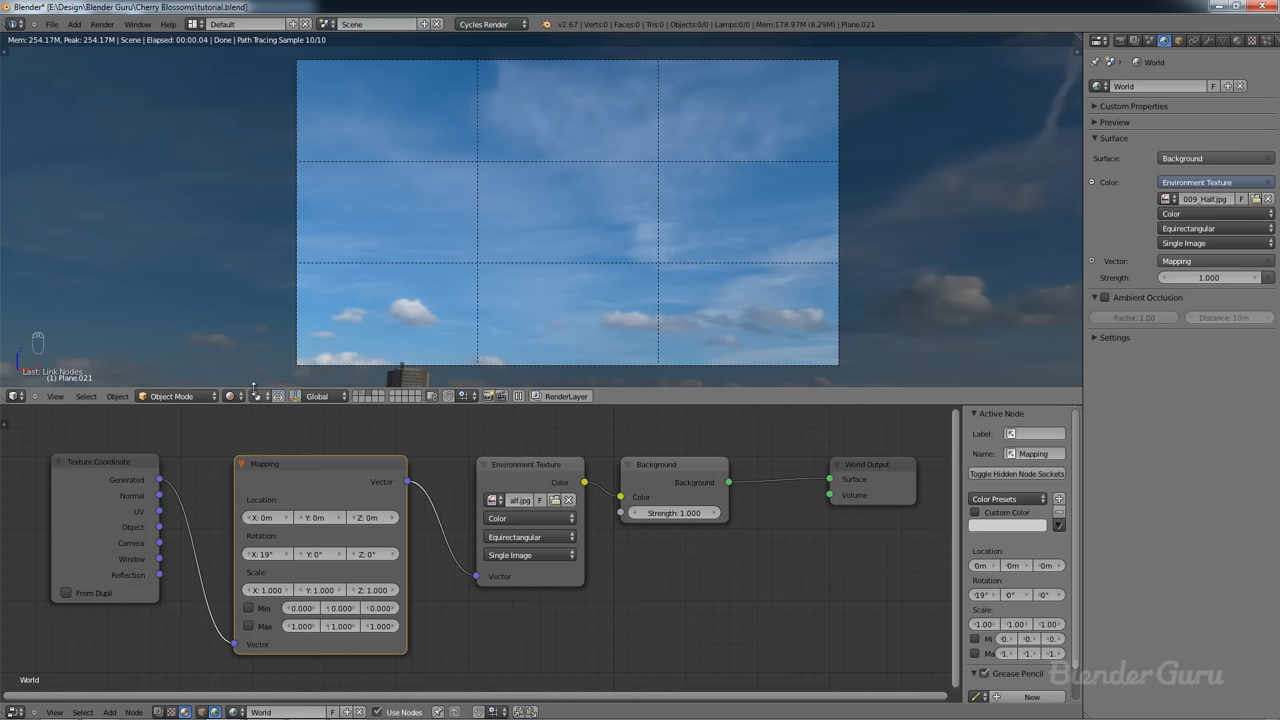 Blender* [E:\Design\Blender Guru\Cherry Blossoms\tutorial.blend]
File Add Render Window Help Default Scene Cycles Render v2.67 | Verts:0 | Faces:0 | Tris:0 | Objects:0/0 | Lamps:0/0 | Mem:178.97M (8.29M) | Plane.021
Mem: 254.17M, Peak: 254.17M | Scene | Elapsed: 00:00.04 | Done | Path Tracing Sample 10/10
World
World F
Custom Properties
Preview
Surface
Surface: Background
Color: Environment Texture
009_Half.jpg F
Color
Equirectangular
Single Image
Vector: Mapping
Strength: 1.000
Ambient Occlusion
Factor: 1.00 Distance: 10m
Settings
Last: Link Nodes
(1) Plane.021
View Select Object Object Mode Global RenderLayer
Texture Coordinate
Generated
Normal
UV
Object
Camera
Window
Reflection
From Dupli
Mapping
Vector
Location:
X: 0m Y: 0m Z: 0m
Rotation:
X: 19° Y: 0° Z: 0°
Scale:
X: 1.000 Y: 1.000 Z: 1.000
Min 0.000 0.000 0.000
Max 1.000 1.000 1.000
Vector
Environment Texture
Color
alf.jpg F
Color
Equirectangular
Single Image
Vector
Background
Background
Color
Strength: 1.000
World Output
Surface
Volume
Active Node
Label:
Name: Mapping
Toggle Hidden Node Sockets
Color Presets
Custom Color
Location:
0m 0m 0m
Rotation:
19° 0° 0°
Scale:
1.00 1.00 1.00
Mi 0. 0. 0.
Ma 1. 1. 1.
Grease Pencil
New
BlenderGuru
World
View Select Add Node World F Use Nodes